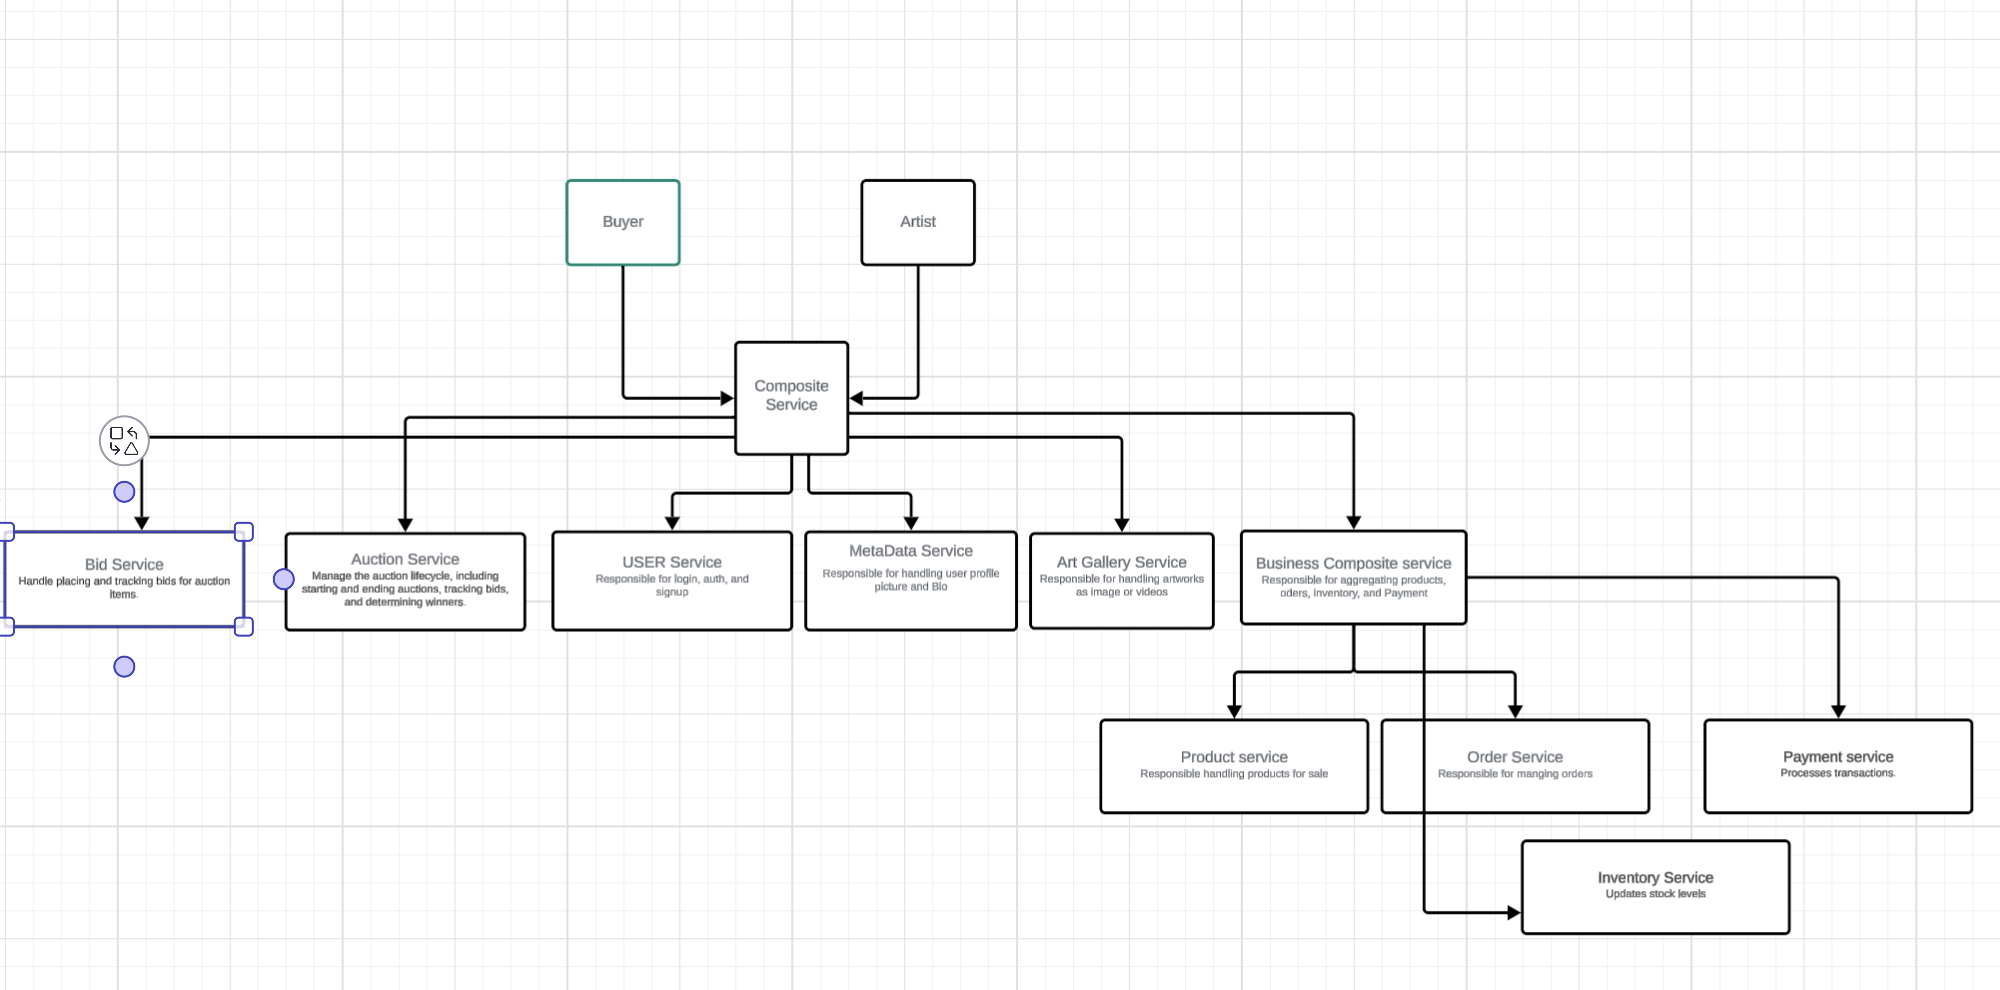 Buyer
Artist
Composite
Service
Bid Service
Handle placing and tracking bids for auction
items.
Auction Service
Manage the auction lifecycle, including
starting and ending auctions, tracking bids,
and determining winners.
USER Service
Responsible for login, auth, and
signup
MetaData Service
Responsible for handling user profile
picture and Bio
Art Gallery Service
Responsible for handling artworks
as image or videos
Business Composite service
Responsible for aggregating products,
oders, inventory, and Payment
Product service
Responsible handling products for sale
Order Service
Responsible for manging orders
Payment service
Processes transactions.
Inventory Service
Updates stock levels